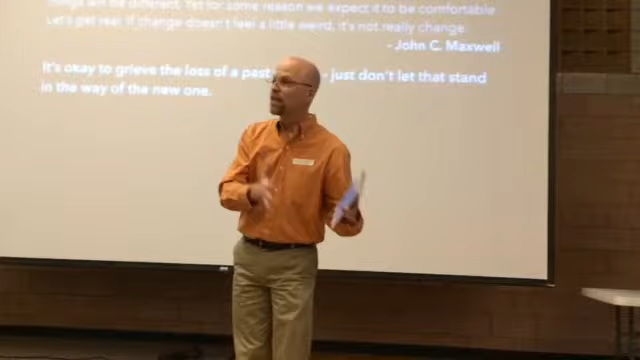 things will be different. Yet for some reason we expect it to be comfortable
Let's get real if change doesn't feel a little weird, it's not really change.
- John C. Maxwell
It's okay to grieve the loss of a past - just don't let that stand
in the way of the new one.